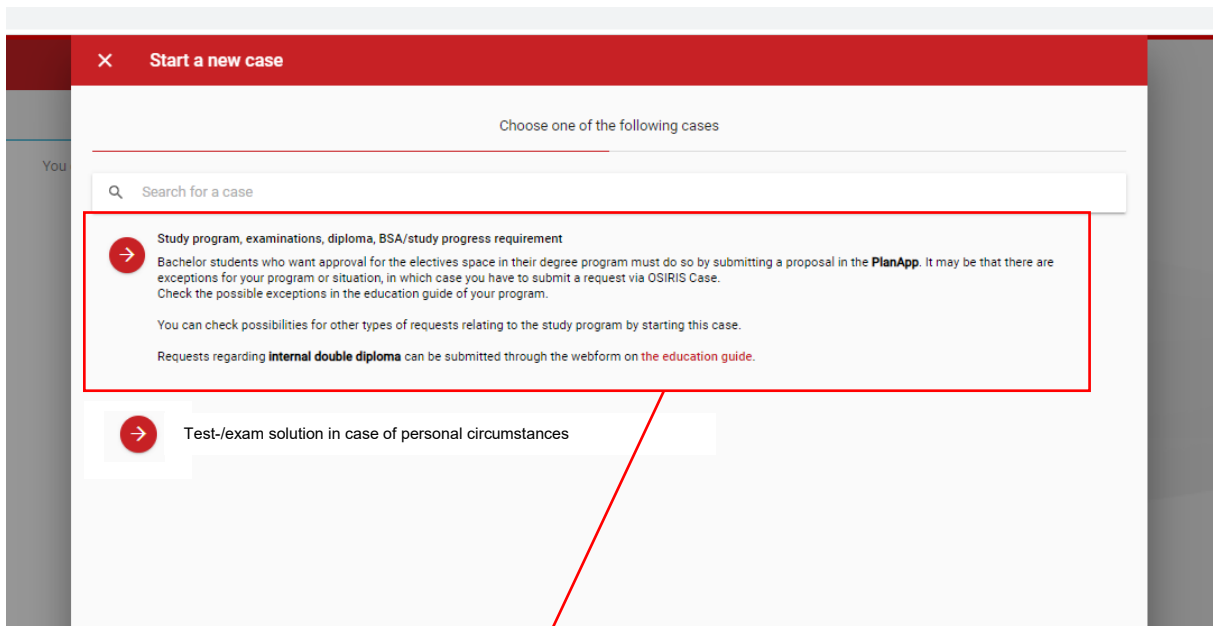 Start a new case
Choose one of the following cases
You
Search for a case
Study program, examinations, diploma, BSA/study progress requirement
Bachelor students who want approval for the electives space in their degree program must do so by submitting a proposal in the PlanApp. It may be that there are
exceptions for your program or situation, in which case you have to submit a request via OSIRIS Case.
Check the possible exceptions in the education guide of your program.
You can check possibilities for other types of requests relating to the study program by starting this case.
Requests regarding internal double diploma can be submitted through the webform on the education guide.
Test-/exam solution in case of personal circumstances